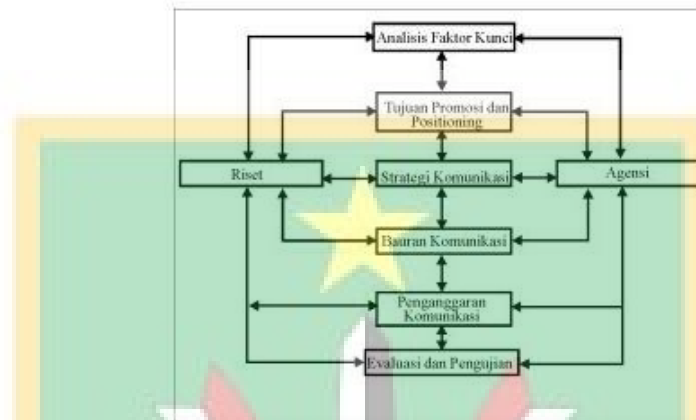 Analisis Faktor Kunci
Tujuan Promosi dan
Positioning
Riset
Strategi Komunikasi
Agensi
Bauran Komunikasi
Penganggaran
Komunikasi
Evaluasi dan Pengujian